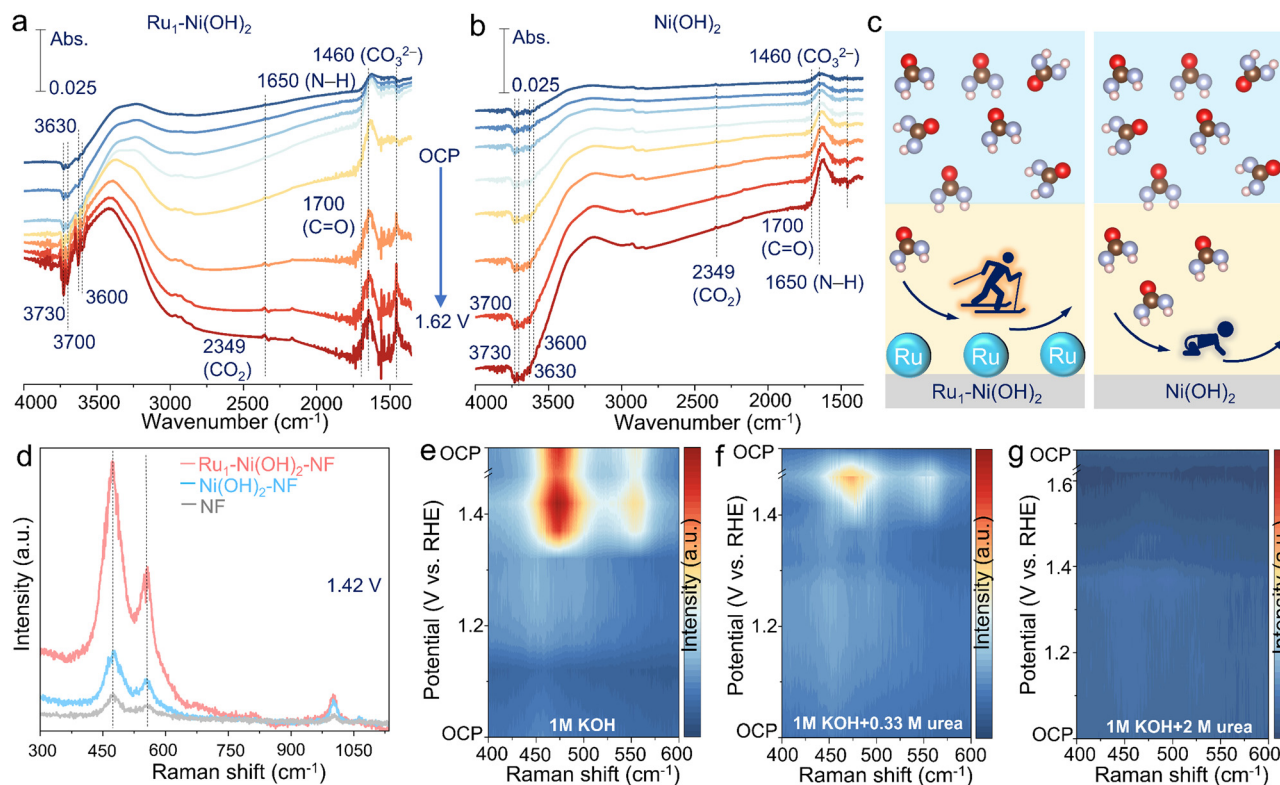 a
Ru₁-Ni(OH)₂
Abs.
0.025
1460 (CO₃²⁻)
1650 (N–H)
3630
OCP
1700
(C=O)
3600
3730
3700
2349
(CO₂)
1.62 V
4000 3500 3000 2500 2000 1500
Wavenumber (cm⁻¹)
b
Ni(OH)₂
Abs.
0.025
1460 (CO₃²⁻)
1700
(C=O)
2349
(CO₂)
1650 (N–H)
3700
3730
3600
3630
4000 3500 3000 2500 2000 1500
Wavenumber (cm⁻¹)
c
Ru Ru Ru
Ru₁-Ni(OH)₂
Ni(OH)₂
d
Ru₁-Ni(OH)₂-NF
Ni(OH)₂-NF
NF
1.42 V
Intensity (a.u.)
300 450 600 750 900 1050
Raman shift (cm⁻¹)
e
OCP
1.4
1.2
OCP
Potential (V vs. RHE)
1M KOH
400 450 500 550 600
Raman shift (cm⁻¹)
Intensity (a.u.)
f
OCP
1.4
1.2
OCP
Potential (V vs. RHE)
1M KOH+0.33 M urea
400 450 500 550 600
Raman shift (cm⁻¹)
Intensity (a.u.)
g
OCP
1.6
1.4
1.2
OCP
Potential (V vs. RHE)
1M KOH+2 M urea
400 450 500 550 600
Raman shift (cm⁻¹)
Intensity (a.u.)